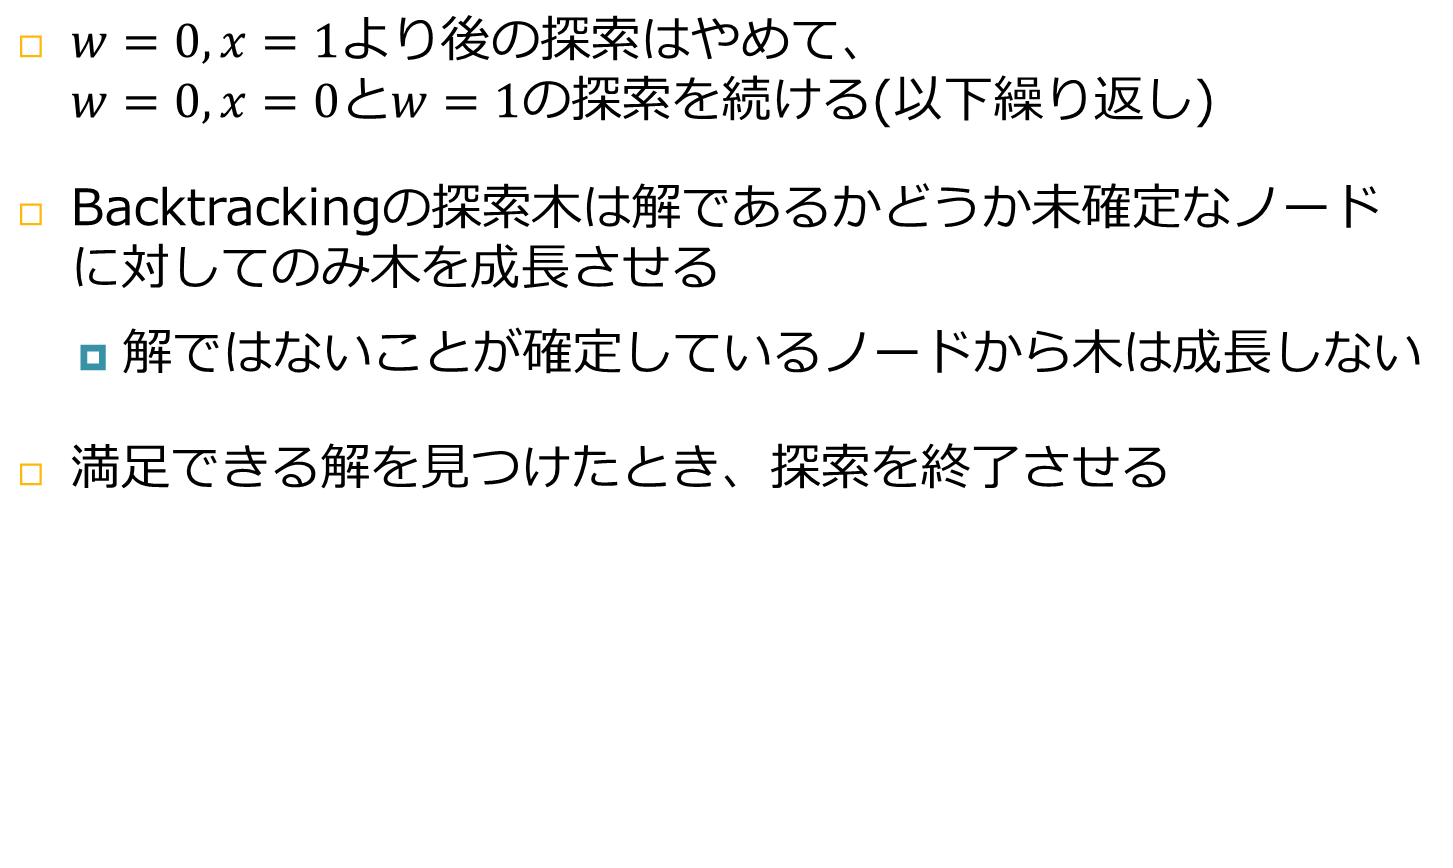 w = 0, x = 1より後の探索はやめて、
w = 0, x = 0とw = 1の探索を続ける(以下繰り返し)
Backtrackingの探索木は解であるかどうか未確定なノード
に対してのみ木を成長させる
解ではないことが確定しているノードから木は成長しない
満足できる解を見つけたとき、探索を終了させる